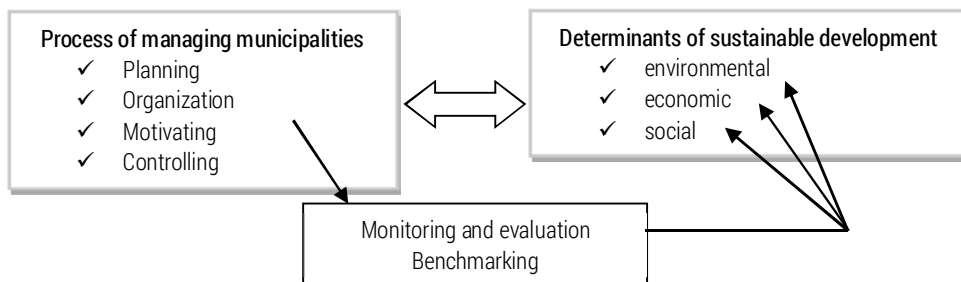 Process of managing municipalities
✓ Planning
✓ Organization
✓ Motivating
✓ Controlling
Determinants of sustainable development
✓ environmental
✓ economic
✓ social
Monitoring and evaluation
Benchmarking